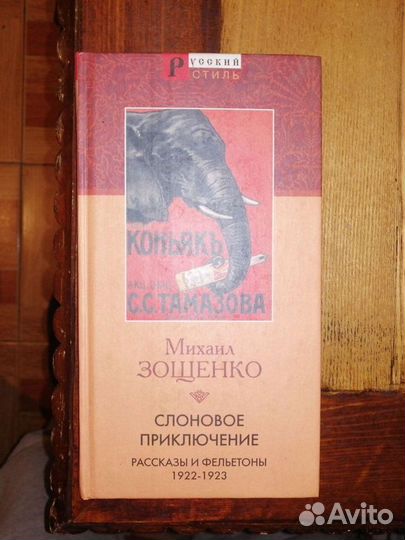 Русский
стиль
КОНЬЯКЪ
С.С.ТАМАЗОВА
Михаил
ЗОЩЕНКО
СЛОНОВОЕ
ПРИКЛЮЧЕНИЕ
РАССКАЗЫ И ФЕЛЬЕТОНЫ
1922-1923
Avito